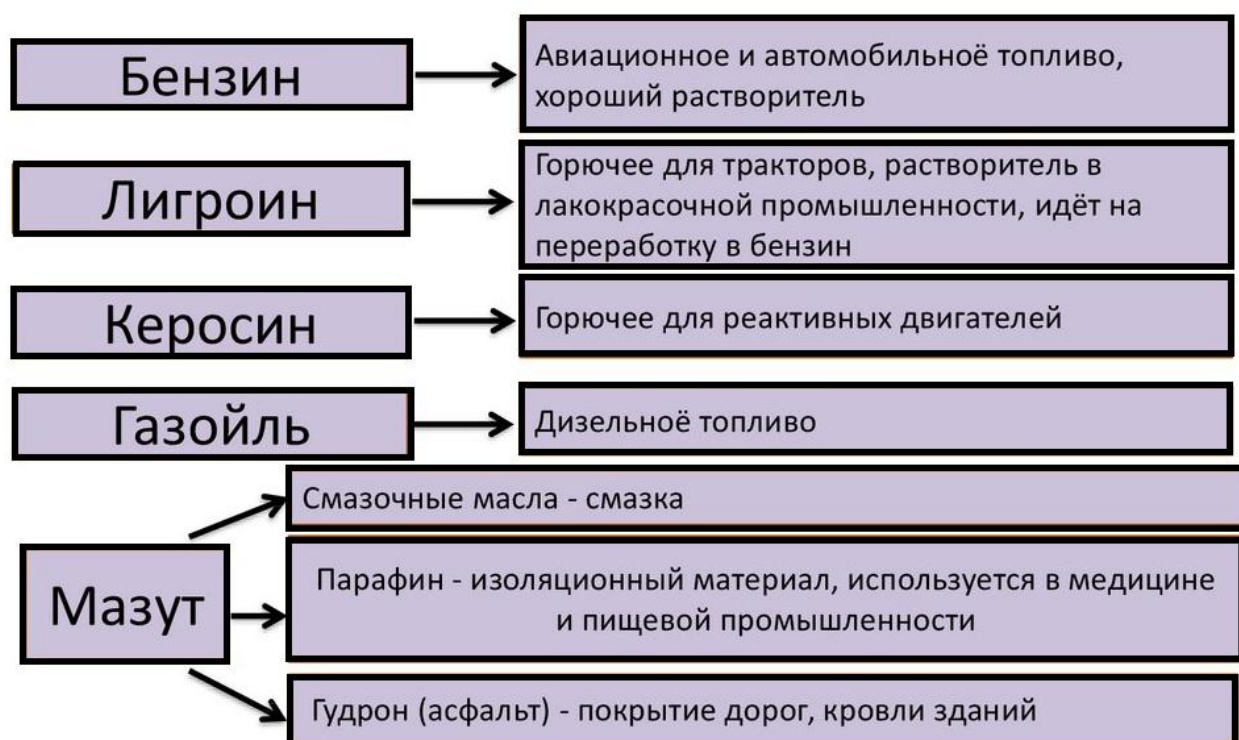 Бензин
Авиационное и автомобильноё топливо,
хороший растворитель
Лигроин
Горючее для тракторов, растворитель в
лакокрасочной промышленности, идёт на
переработку в бензин
Керосин
Горючее для реактивных двигателей
Газойль
Дизельноё топливо
Мазут
Смазочные масла - смазка
Парафин - изоляционный материал, используется в медицине
и пищевой промышленности
Гудрон (асфальт) - покрытие дорог, кровли зданий